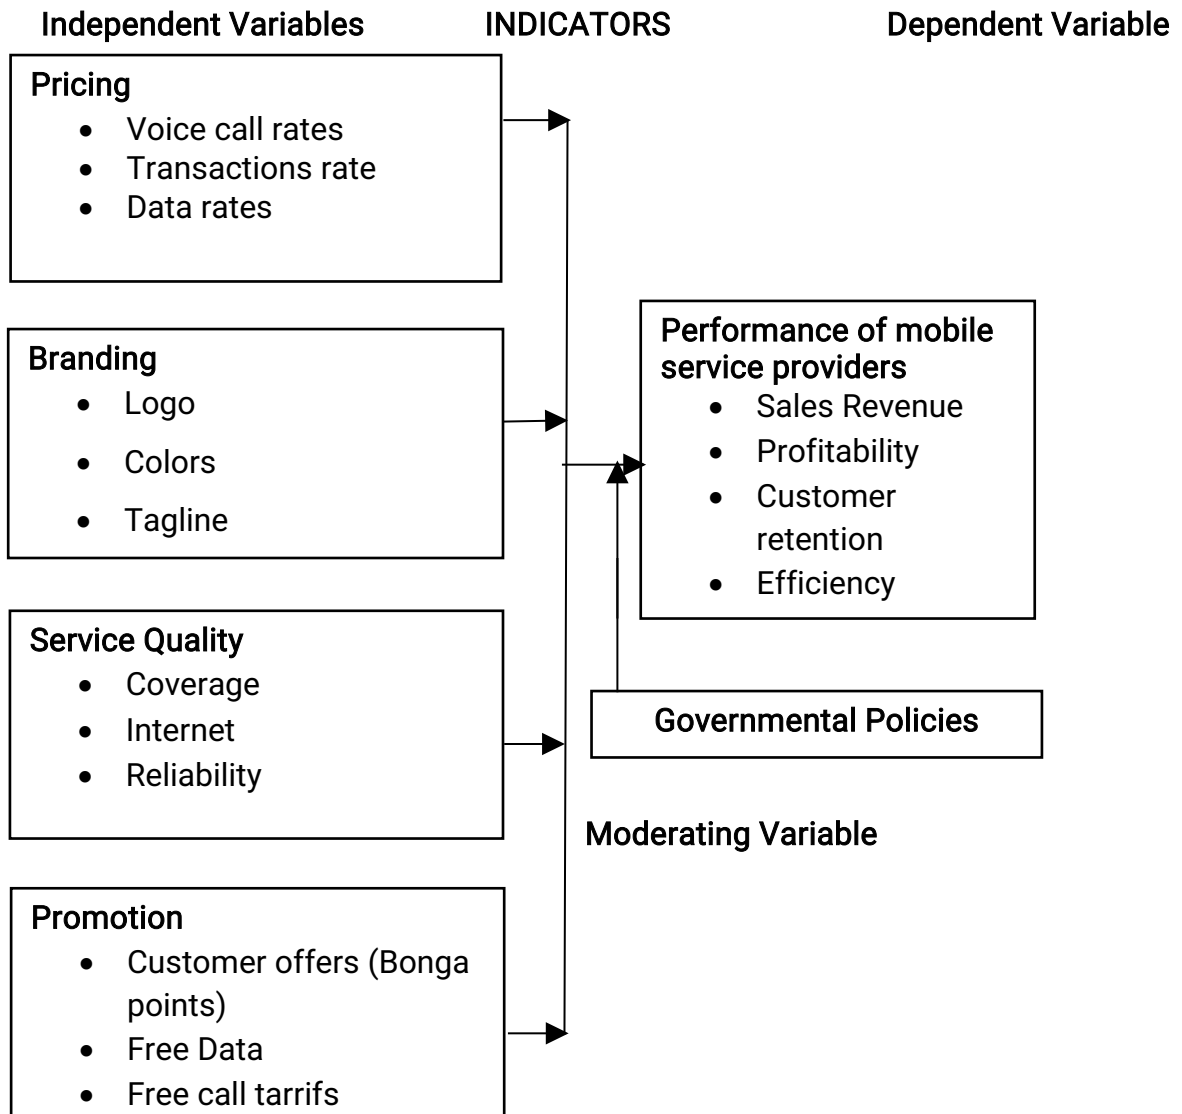 Independent Variables
INDICATORS
Dependent Variable
Pricing
• Voice call rates
• Transactions rate
• Data rates
Branding
• Logo
• Colors
• Tagline
Service Quality
• Coverage
• Internet
• Reliability
Promotion
• Customer offers (Bonga
points)
• Free Data
• Free call tarrifs
Performance of mobile
service providers
• Sales Revenue
• Profitability
• Customer
retention
• Efficiency
Governmental Policies
Moderating Variable